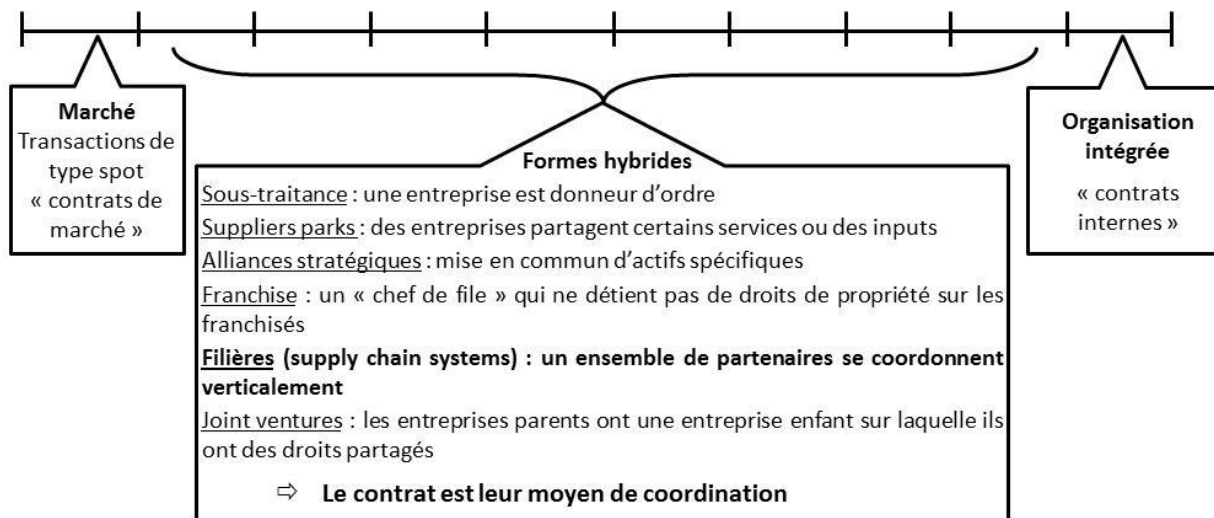 Marché
Transactions de
type spot
« contrats de
marché »
Formes hybrides
Sous-traitance : une entreprise est donneur d'ordre
Suppliers parks : des entreprises partagent certains services ou des inputs
Alliances stratégiques : mise en commun d'actifs spécifiques
Franchise : un « chef de file » qui ne détient pas de droits de propriété sur les
franchisés
Filières (supply chain systems) : un ensemble de partenaires se coordonnent
verticalement
Joint ventures : les entreprises parents ont une entreprise enfant sur laquelle ils
ont des droits partagés
⇨ Le contrat est leur moyen de coordination
Organisation
intégrée
« contrats
internes »